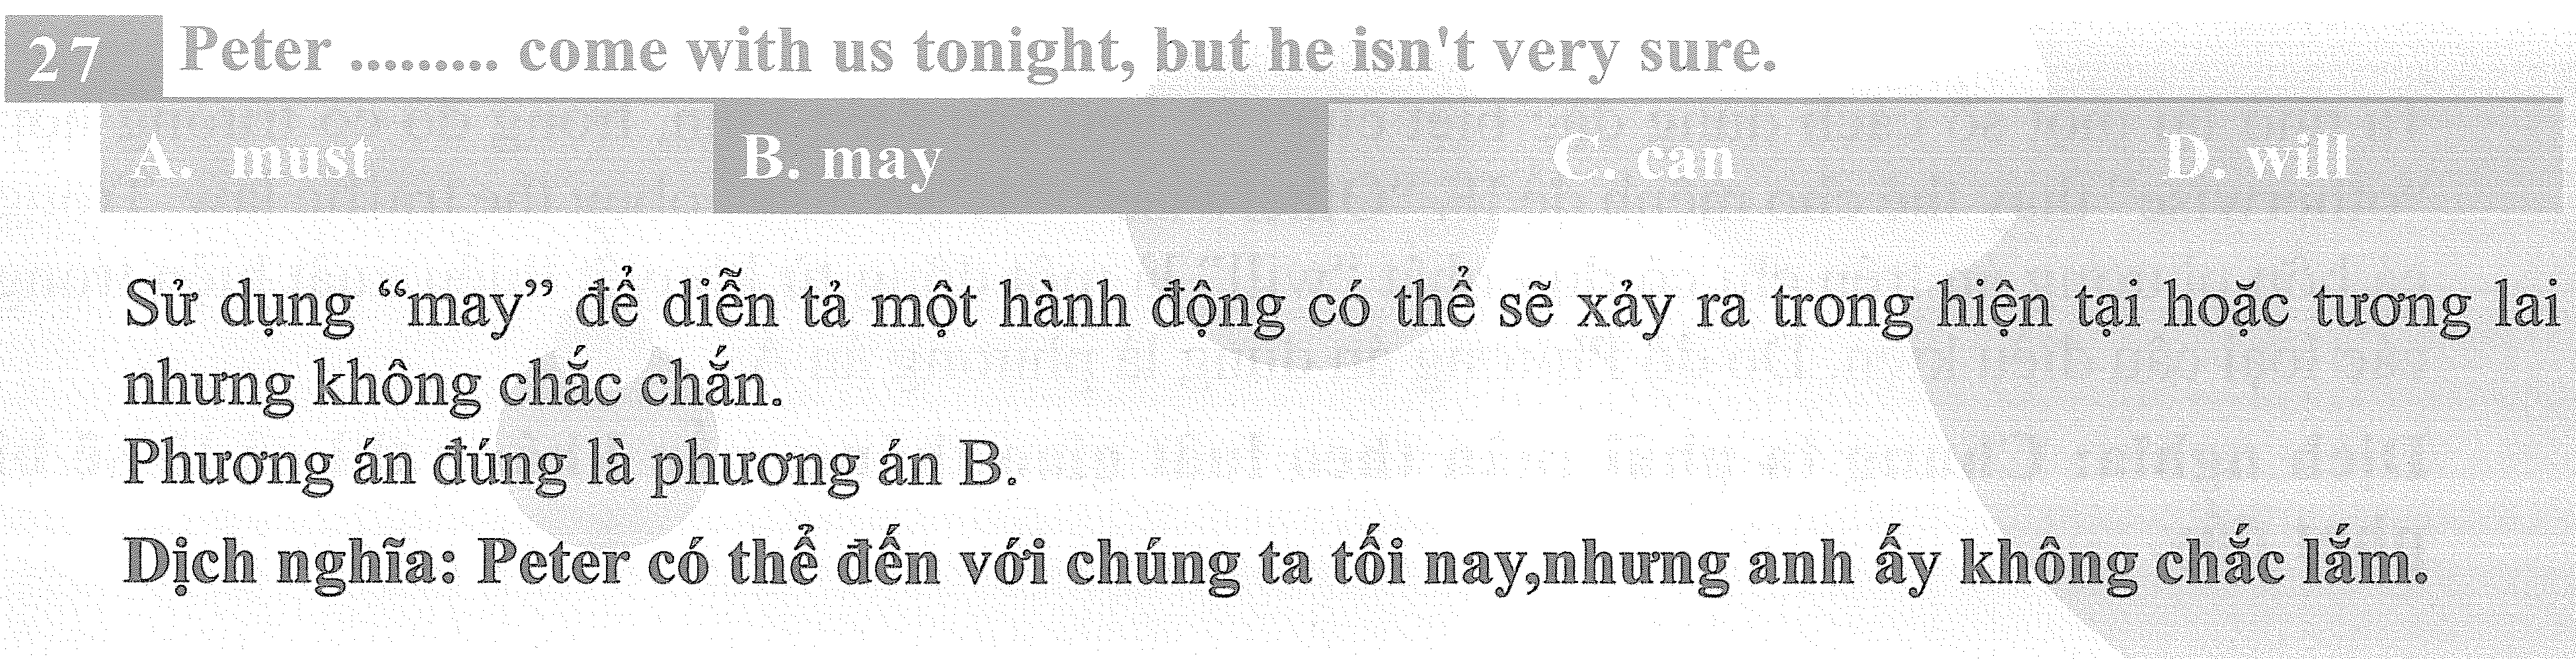 27 Peter ......... come with us tonight, but he isn't very sure.
A. must B. may C. can D. will
Sử dụng “may” để diễn tả một hành động có thể sẽ xảy ra trong hiện tại hoặc tương lai
nhưng không chắc chắn.
Phương án đúng là phương án B.
Dịch nghĩa: Peter có thể đến với chúng ta tối nay,nhưng anh ấy không chắc lắm.